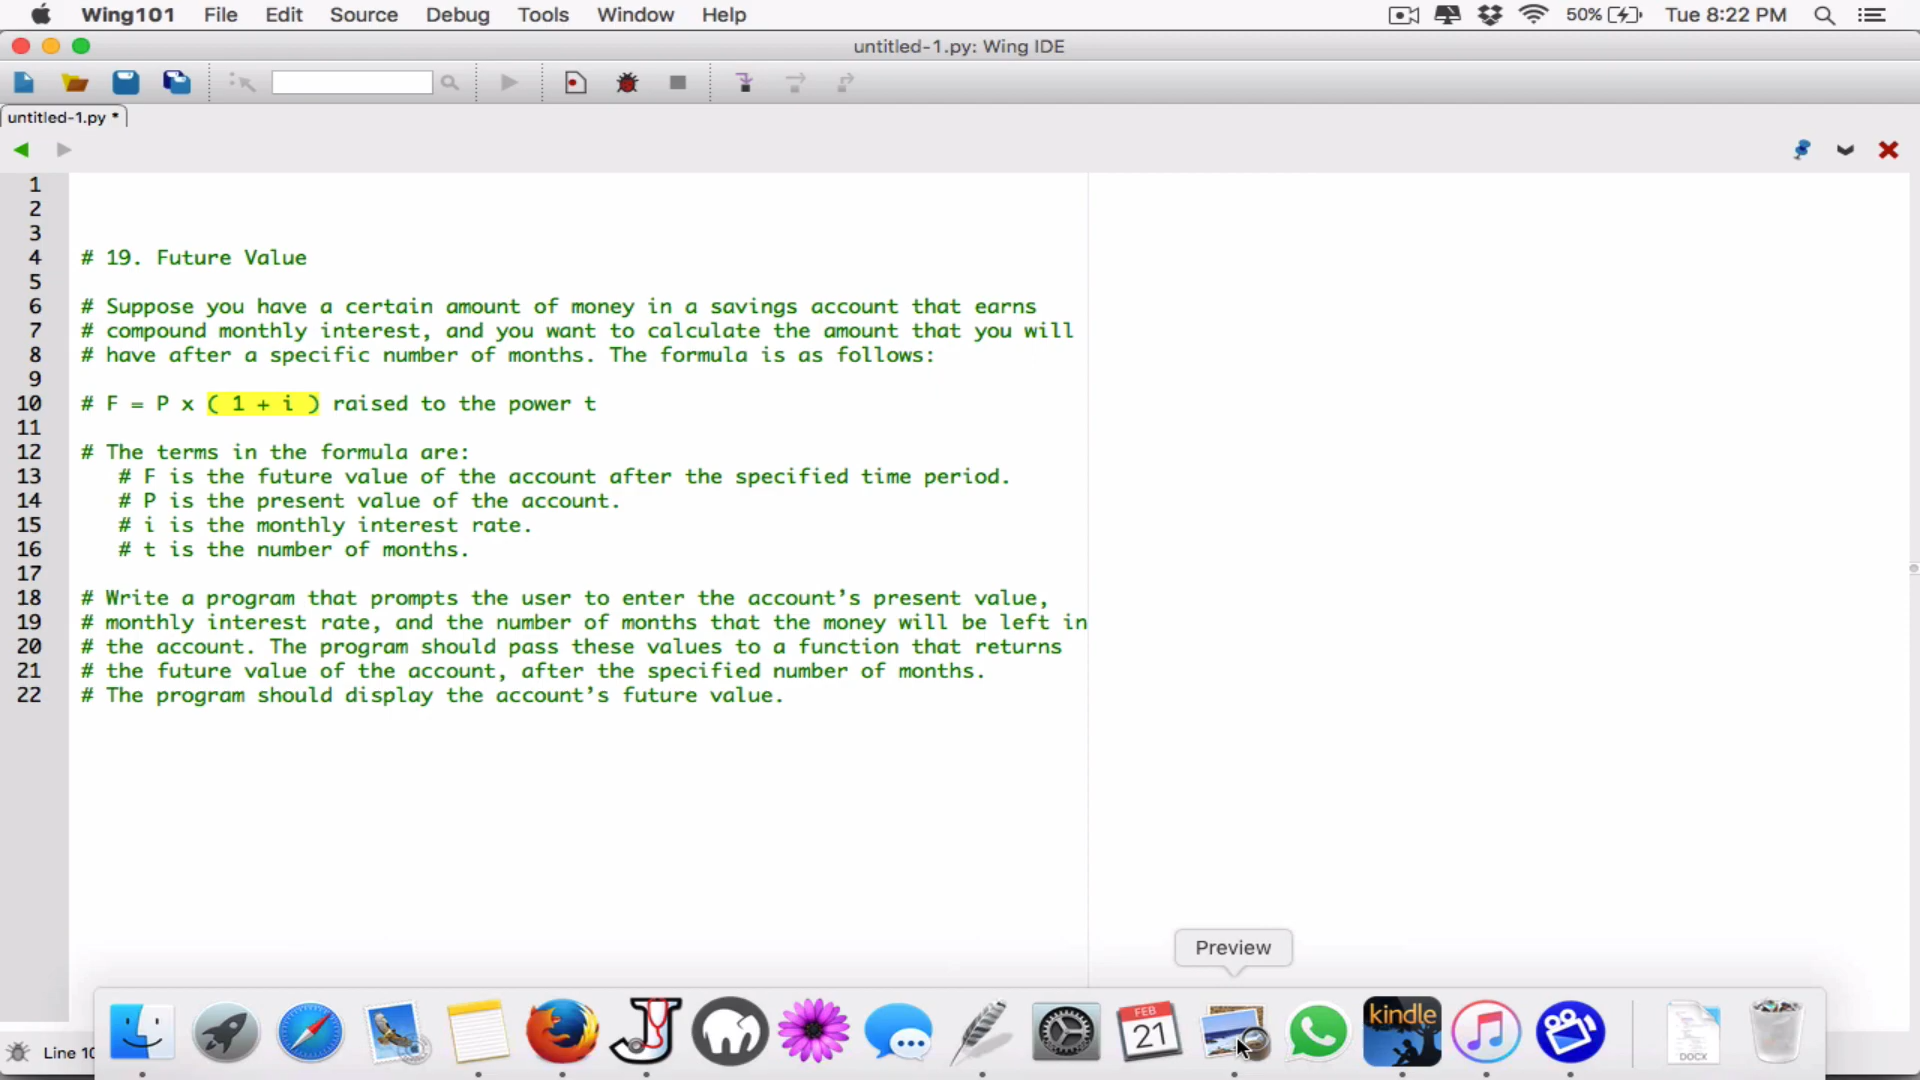 Wing101 File Edit Source Debug Tools Window Help 50% Tue 8:22 PM
untitled-1.py: Wing IDE
untitled-1.py *
1
2
3
4 # 19. Future Value
5
6 # Suppose you have a certain amount of money in a savings account that earns
7 # compound monthly interest, and you want to calculate the amount that you will
8 # have after a specific number of months. The formula is as follows:
9
10 # F = P x ( 1 + i ) raised to the power t
11
12 # The terms in the formula are:
13 # F is the future value of the account after the specified time period.
14 # P is the present value of the account.
15 # i is the monthly interest rate.
16 # t is the number of months.
17
18 # Write a program that prompts the user to enter the account’s present value,
19 # monthly interest rate, and the number of months that the money will be left in
20 # the account. The program should pass these values to a function that returns
21 # the future value of the account, after the specified number of months.
22 # The program should display the account’s future value.
Preview
FEB
21
kindle
DOCX
Line 10